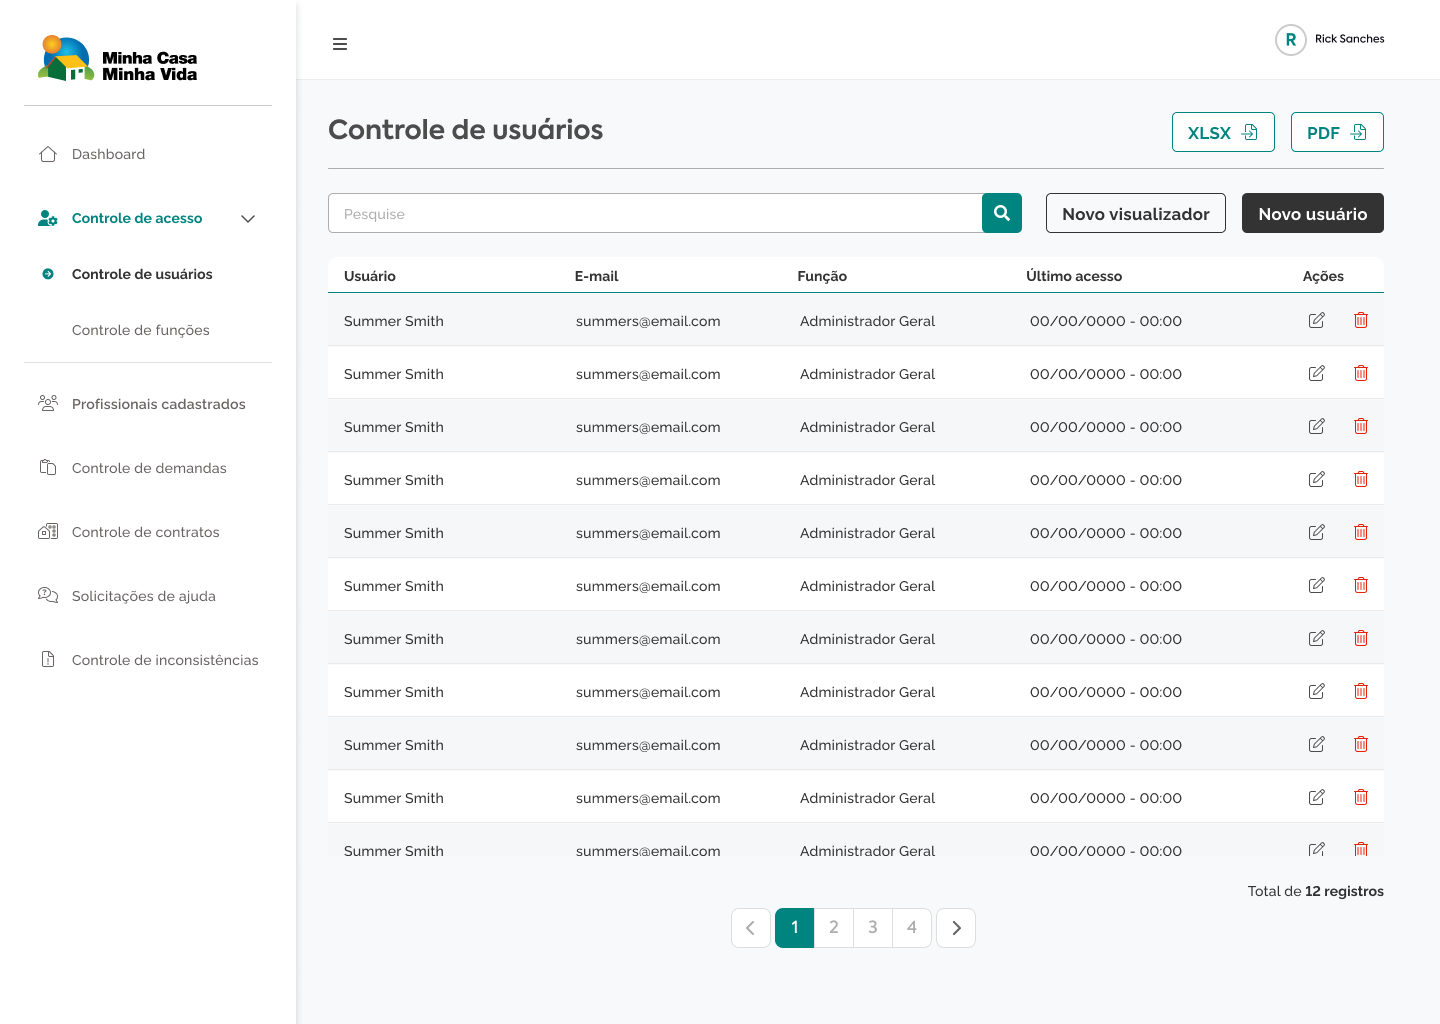 Minha Casa
Minha Vida
Dashboard
Controle de acesso
Controle de usuários
Controle de funções
Profissionais cadastrados
Controle de demandas
Controle de contratos
Solicitações de ajuda
Controle de inconsistências
R Rick Sanches
Controle de usuários XLSX PDF
Pesquise Novo visualizador Novo usuário
Usuário E-mail Função Último acesso Ações
Summer Smith summers@email.com Administrador Geral 00/00/0000 - 00:00
Summer Smith summers@email.com Administrador Geral 00/00/0000 - 00:00
Summer Smith summers@email.com Administrador Geral 00/00/0000 - 00:00
Summer Smith summers@email.com Administrador Geral 00/00/0000 - 00:00
Summer Smith summers@email.com Administrador Geral 00/00/0000 - 00:00
Summer Smith summers@email.com Administrador Geral 00/00/0000 - 00:00
Summer Smith summers@email.com Administrador Geral 00/00/0000 - 00:00
Summer Smith summers@email.com Administrador Geral 00/00/0000 - 00:00
Summer Smith summers@email.com Administrador Geral 00/00/0000 - 00:00
Summer Smith summers@email.com Administrador Geral 00/00/0000 - 00:00
Summer Smith summers@email.com Administrador Geral 00/00/0000 - 00:00
Total de 12 registros
1 2 3 4